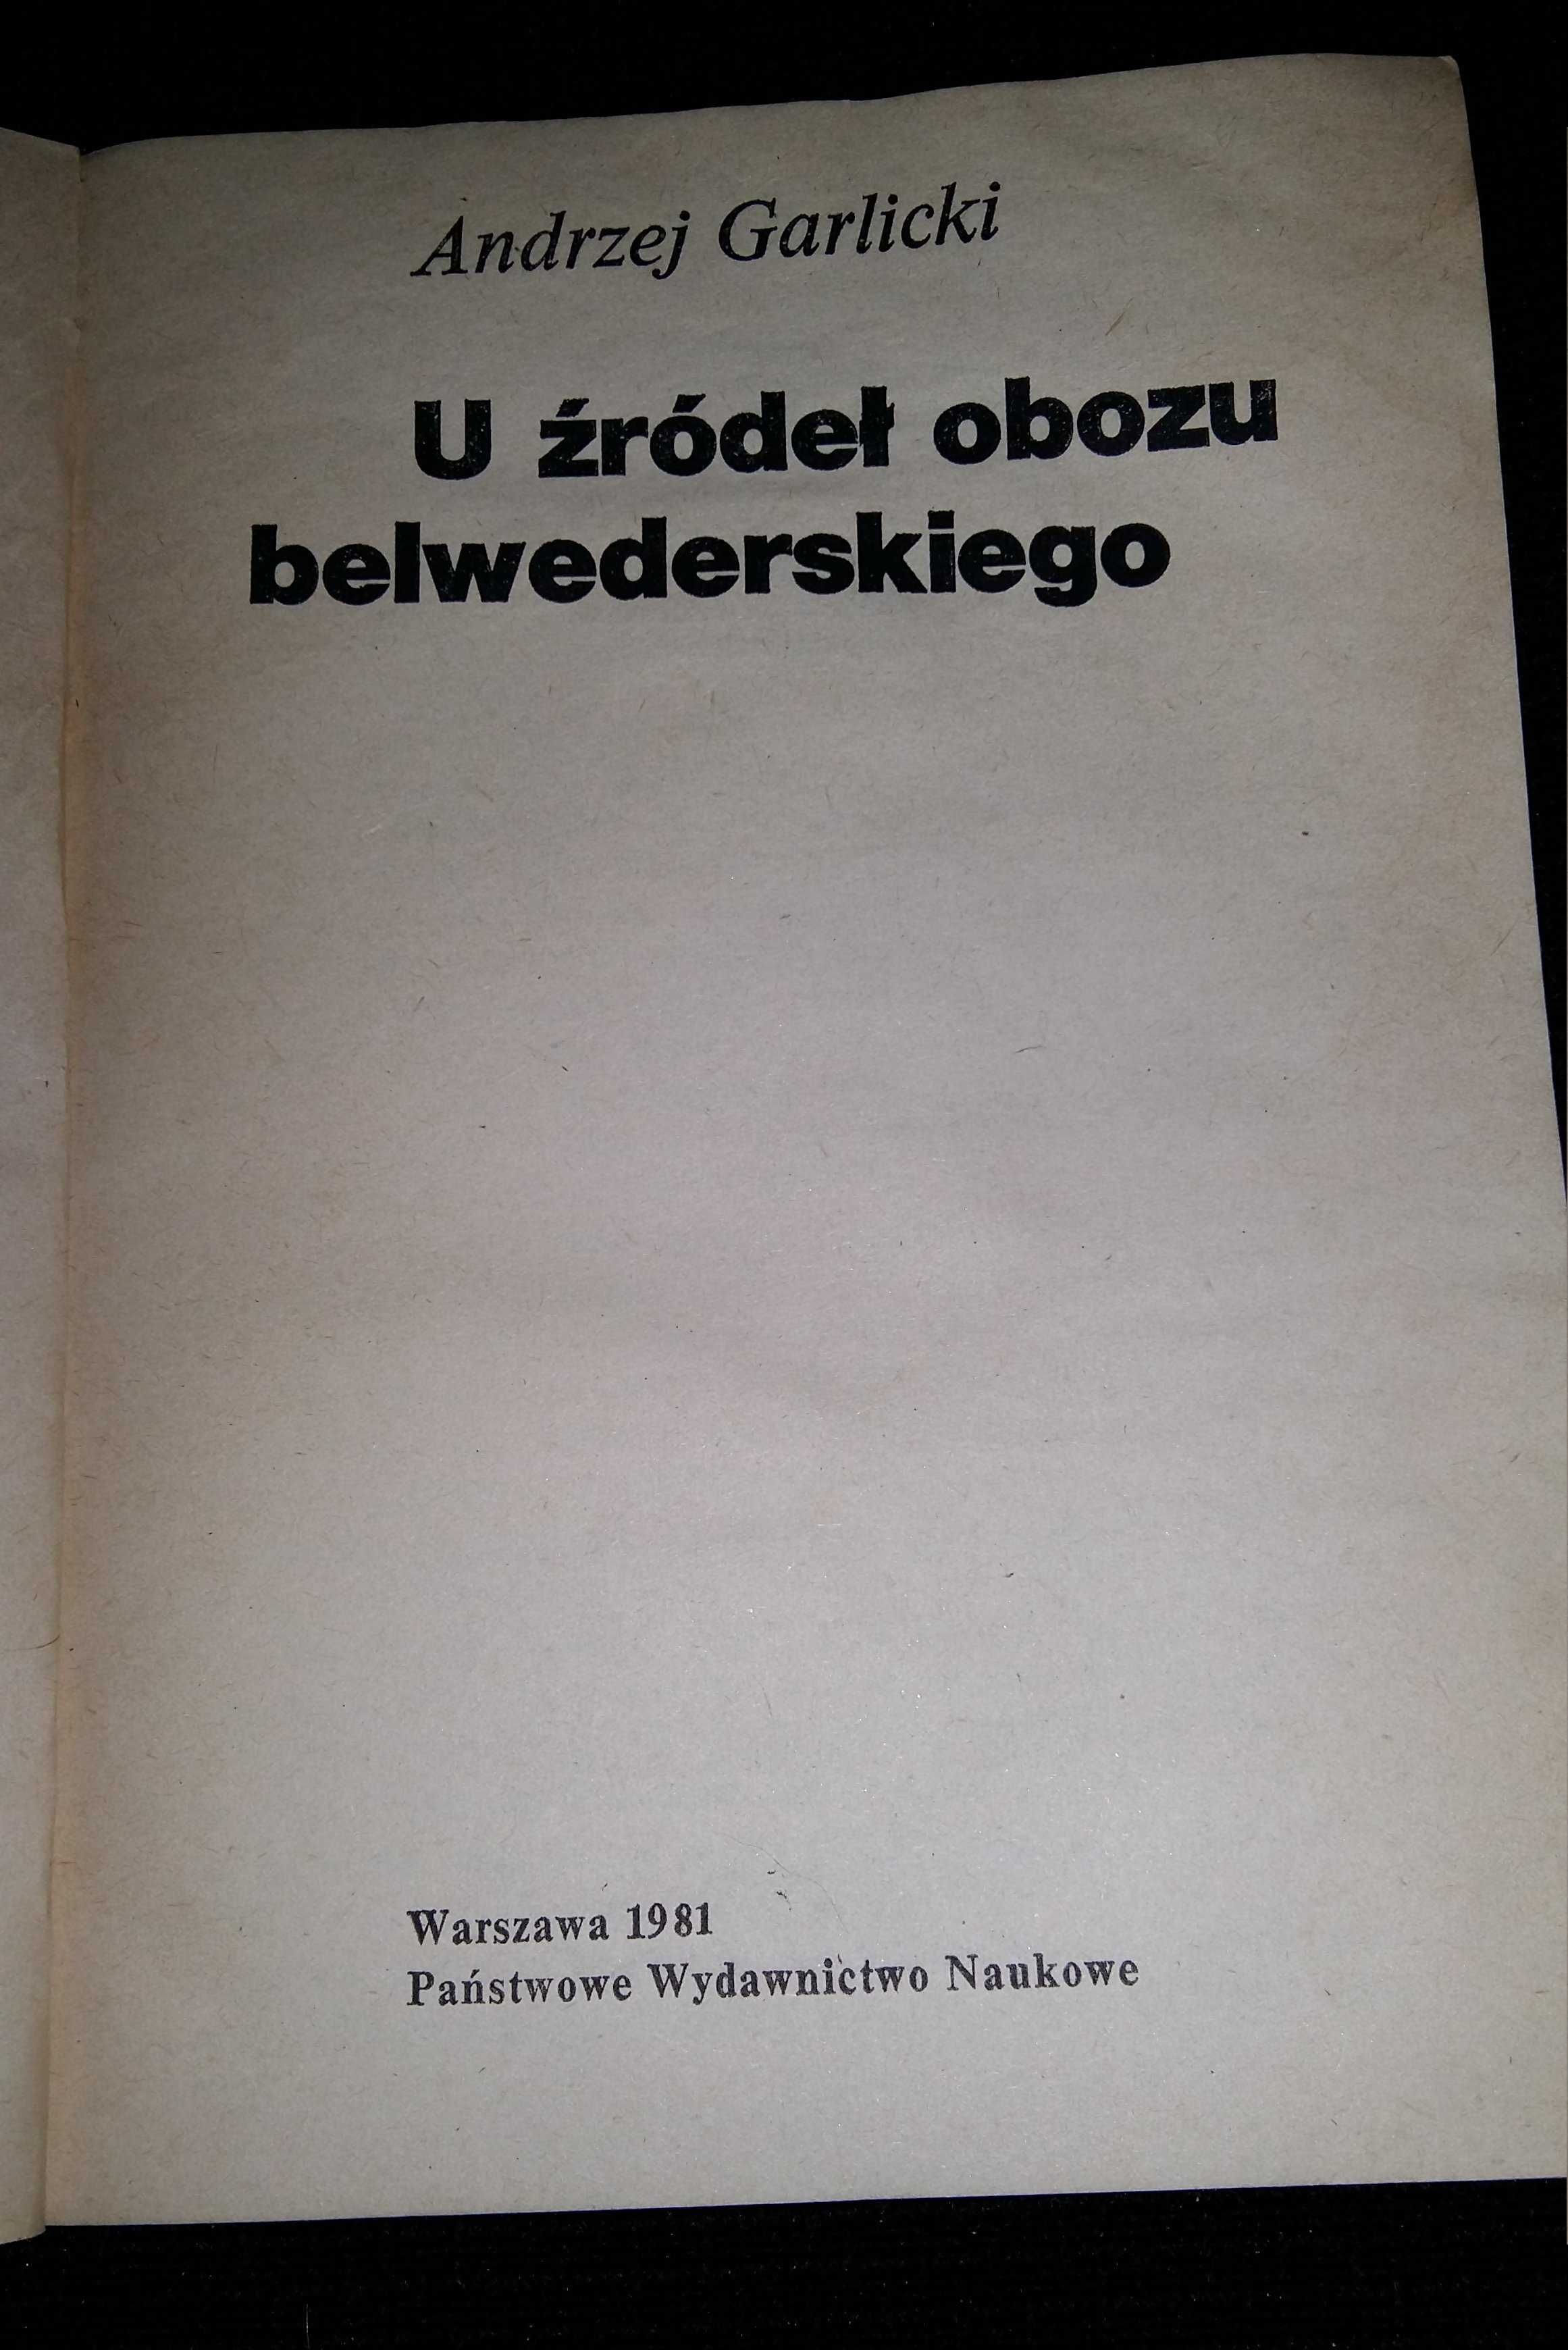 Andrzej Garlicki
U źródeł obozu
belwederskiego
Warszawa 1981
Państwowe Wydawnictwo Naukowe